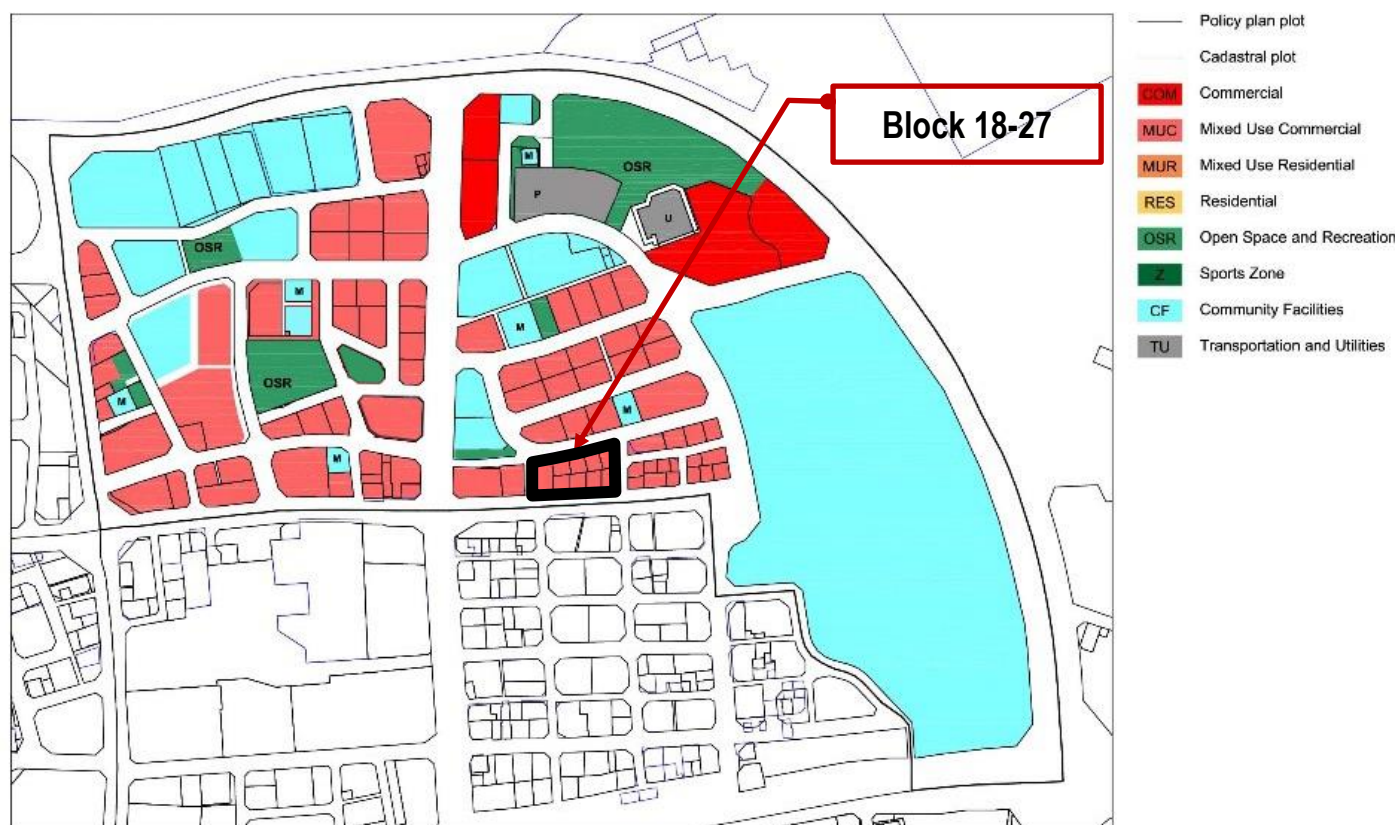 Policy plan plot
Cadastral plot
COM Commercial
MUC Mixed Use Commercial
MUR Mixed Use Residential
RES Residential
OSR Open Space and Recreation
Z Sports Zone
CF Community Facilities
TU Transportation and Utilities
Block 18-27
M
OSR
P
U
OSR
M
M
OSR
M
M
M